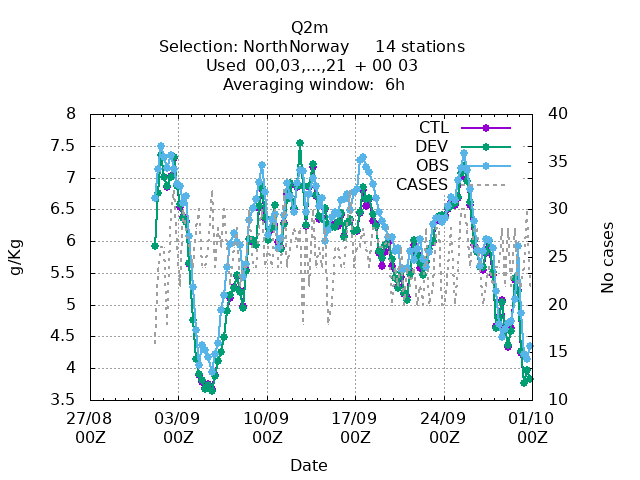 Q2m
Selection: NorthNorway 14 stations
Used 00,03,...,21 + 00 03
Averaging window: 6h
8
7.5
7
6.5
6
5.5
5
4.5
4
3.5
g/Kg
CTL
DEV
OBS
CASES
40
35
30
25
20
15
10
No cases
27/08 03/09 10/09 17/09 24/09 01/10
00Z 00Z 00Z 00Z 00Z 00Z
Date